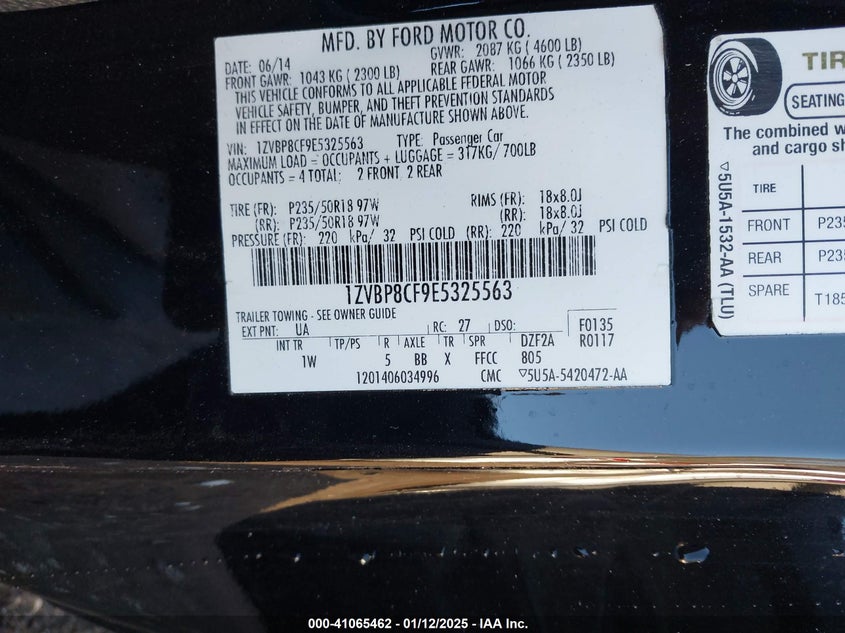 MFD. BY FORD MOTOR CO.
DATE: 06/14 GVWR: 2087 KG ( 4600 LB)
FRONT GAWR: 1043 KG ( 2300 LB) REAR GAWR: 1066 KG ( 2350 LB)
THIS VEHICLE CONFORMS TO ALL APPLICABLE FEDERAL MOTOR
VEHICLE SAFETY, BUMPER, AND THEFT PREVENTION STANDARDS
IN EFFECT ON THE DATE OF MANUFACTURE SHOWN ABOVE.
VIN: 1ZVBP8CF9E5325563 TYPE: Passenger Car
MAXIMUM LOAD = OCCUPANTS + LUGGAGE = 317KG/ 700LB
OCCUPANTS = 4 TOTAL: 2 FRONT, 2 REAR
TIRE (FR): P235/50R18 97W RIMS (FR): 18x8.0J
(RR): P235/50R18 97W (RR): 18x8.0J
PRESSURE (FR): 220 kPa/ 32 PSI COLD (RR): 220 kPa/ 32 PSI COLD
1ZVBP8CF9E5325563
TRAILER TOWING - SEE OWNER GUIDE
EXT PNT: UA RC: 27 DSO: F0135
INT TR TP/PS R AXLE TR SPR DZF2A R0117
1W 5 BB X FFCC 805
1201406034996 CMC ▽5U5A-5420472-AA
TIR
SEATING
The combined w
and cargo sh
▽5U5A-1532-AA (TLU)
TIRE
FRONT P235
REAR P235
SPARE T185
000-41065462 - 01/12/2025 - IAA Inc.